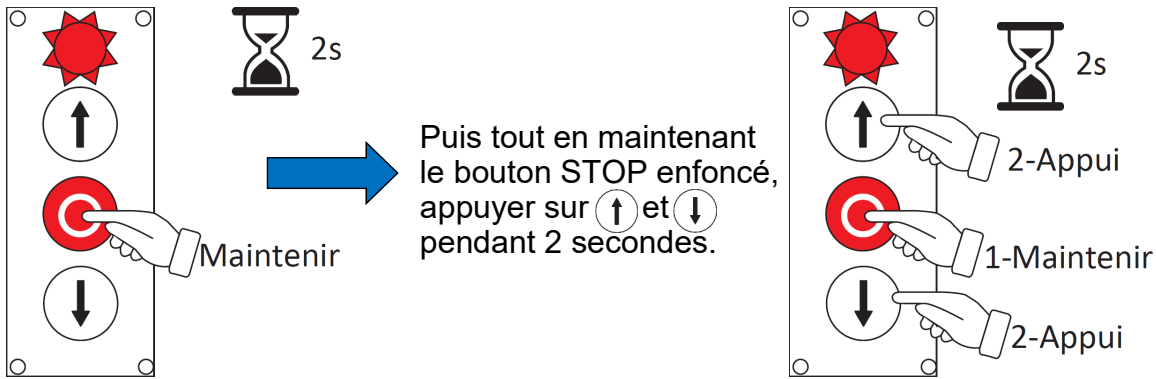 2s
Maintenir
Puis tout en maintenant
le bouton STOP enfoncé,
appuyer sur ↑ et ↓
pendant 2 secondes.
2s
2-Appui
1-Maintenir
2-Appui